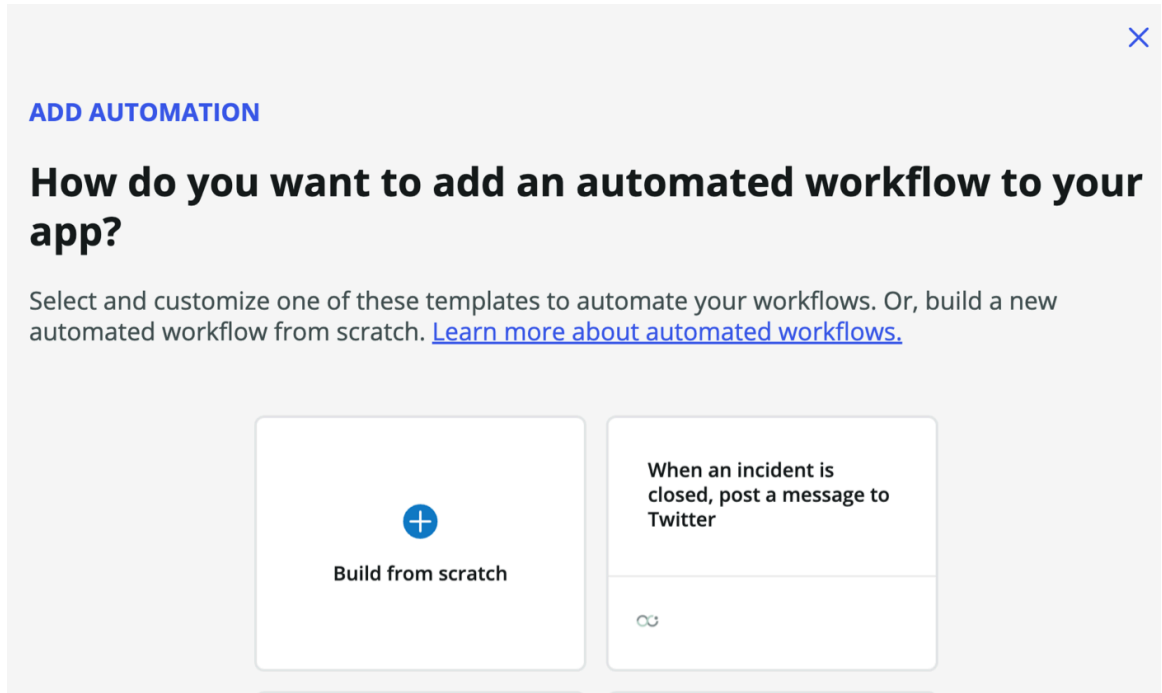 ADD AUTOMATION
How do you want to add an automated workflow to your
app?
Select and customize one of these templates to automate your workflows. Or, build a new
automated workflow from scratch. Learn more about automated workflows.
Build from scratch
When an incident is
closed, post a message to
Twitter